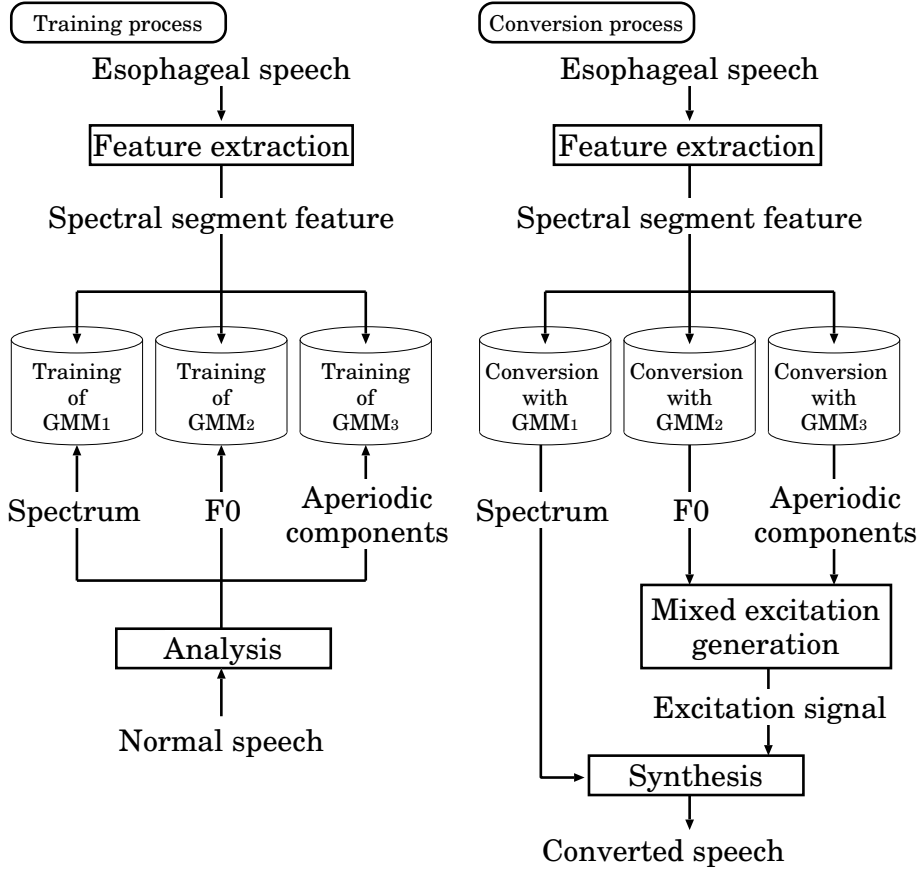 Training process
Esophageal speech
Feature extraction
Spectral segment feature
Training
of
GMM1
Training
of
GMM2
Training
of
GMM3
Spectrum
F0
Aperiodic
components
Analysis
Normal speech
Conversion process
Esophageal speech
Feature extraction
Spectral segment feature
Conversion
with
GMM1
Conversion
with
GMM2
Conversion
with
GMM3
Spectrum
F0
Aperiodic
components
Mixed excitation
generation
Excitation signal
Synthesis
Converted speech